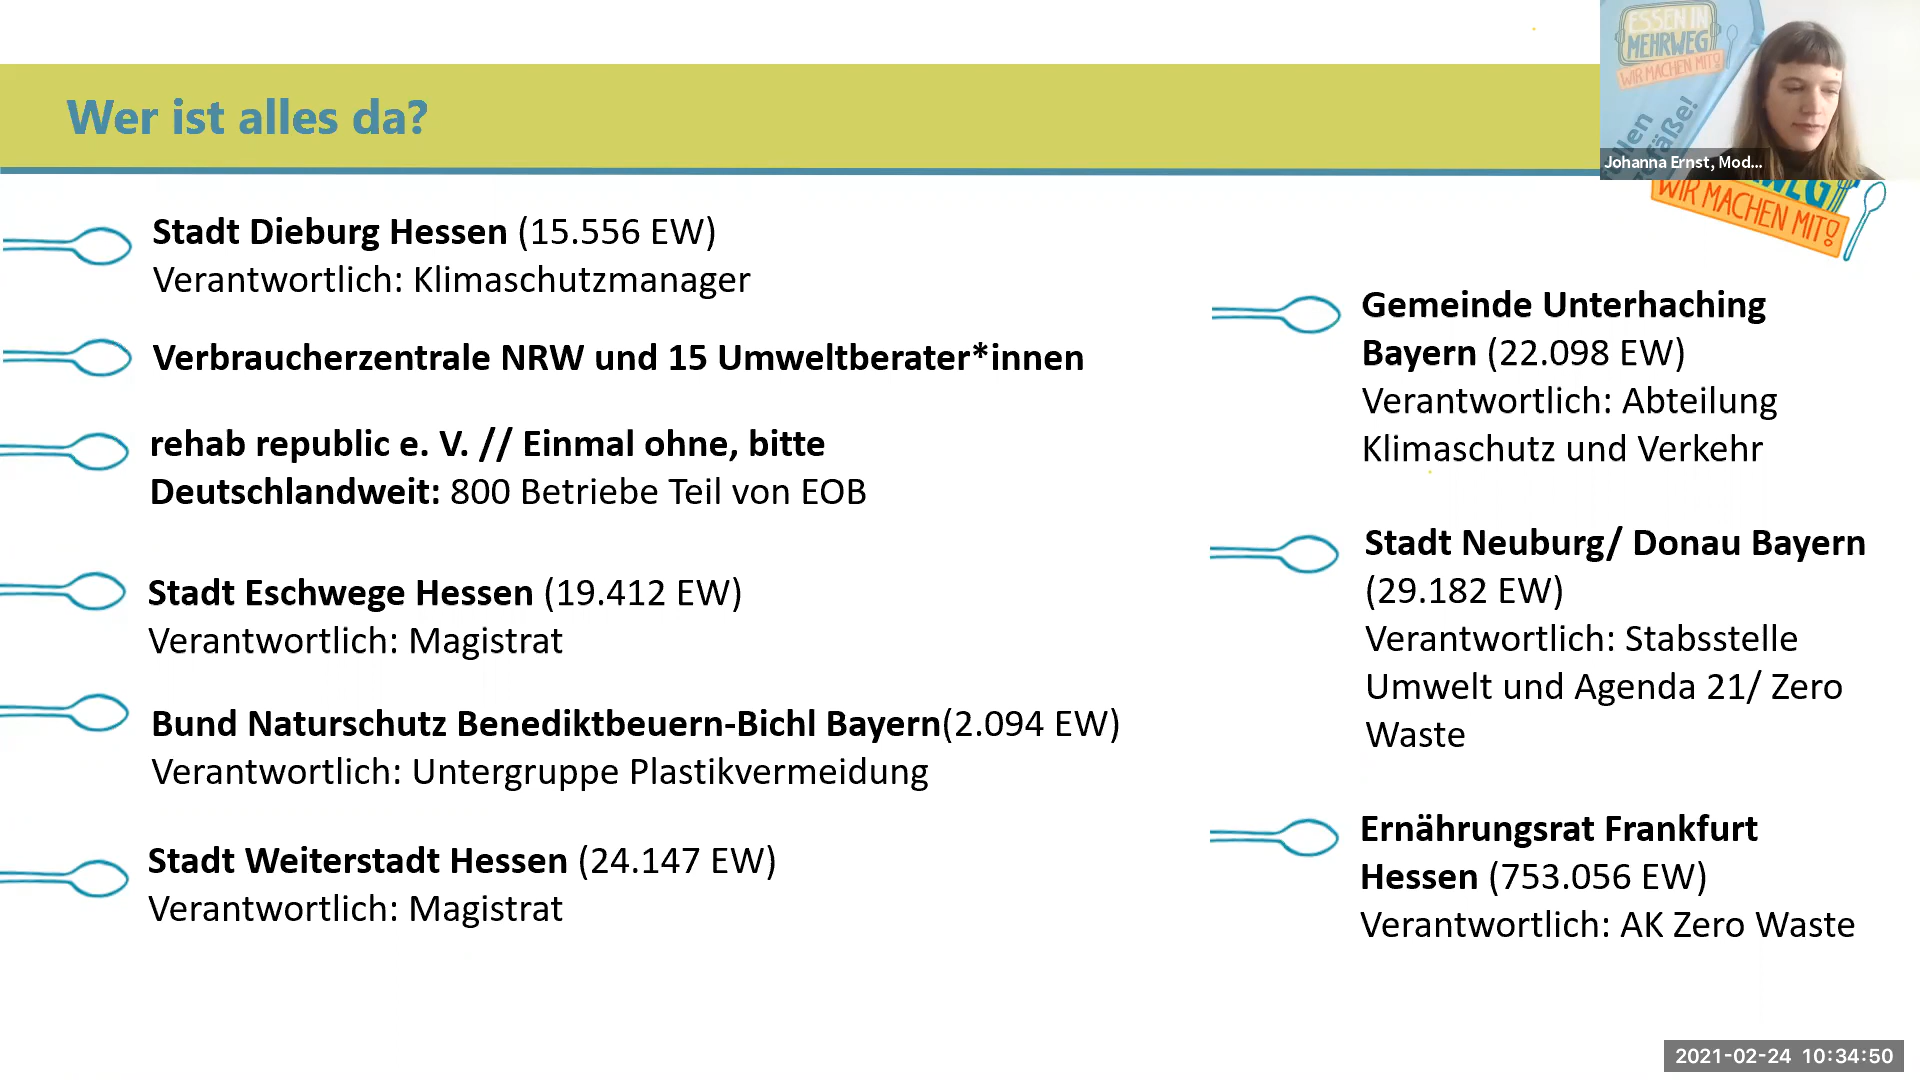 Wer ist alles da?
Stadt Dieburg Hessen (15.556 EW)
Verantwortlich: Klimaschutzmanager
Verbraucherzentrale NRW und 15 Umweltberater*innen
rehab republic e. V. // Einmal ohne, bitte
Deutschlandweit: 800 Betriebe Teil von EOB
Stadt Eschwege Hessen (19.412 EW)
Verantwortlich: Magistrat
Bund Naturschutz Benediktbeuern-Bichl Bayern(2.094 EW)
Verantwortlich: Untergruppe Plastikvermeidung
Stadt Weiterstadt Hessen (24.147 EW)
Verantwortlich: Magistrat
Gemeinde Unterhaching
Bayern (22.098 EW)
Verantwortlich: Abteilung
Klimaschutz und Verkehr
Stadt Neuburg/ Donau Bayern
(29.182 EW)
Verantwortlich: Stabsstelle
Umwelt und Agenda 21/ Zero
Waste
Ernährungsrat Frankfurt
Hessen (753.056 EW)
Verantwortlich: AK Zero Waste
ESSEN IN
MEHRWEG
WIR MACHEN MIT!
Johanna Ernst, Mod...
WIR MACHEN MIT!
2021-02-24 10:34:50